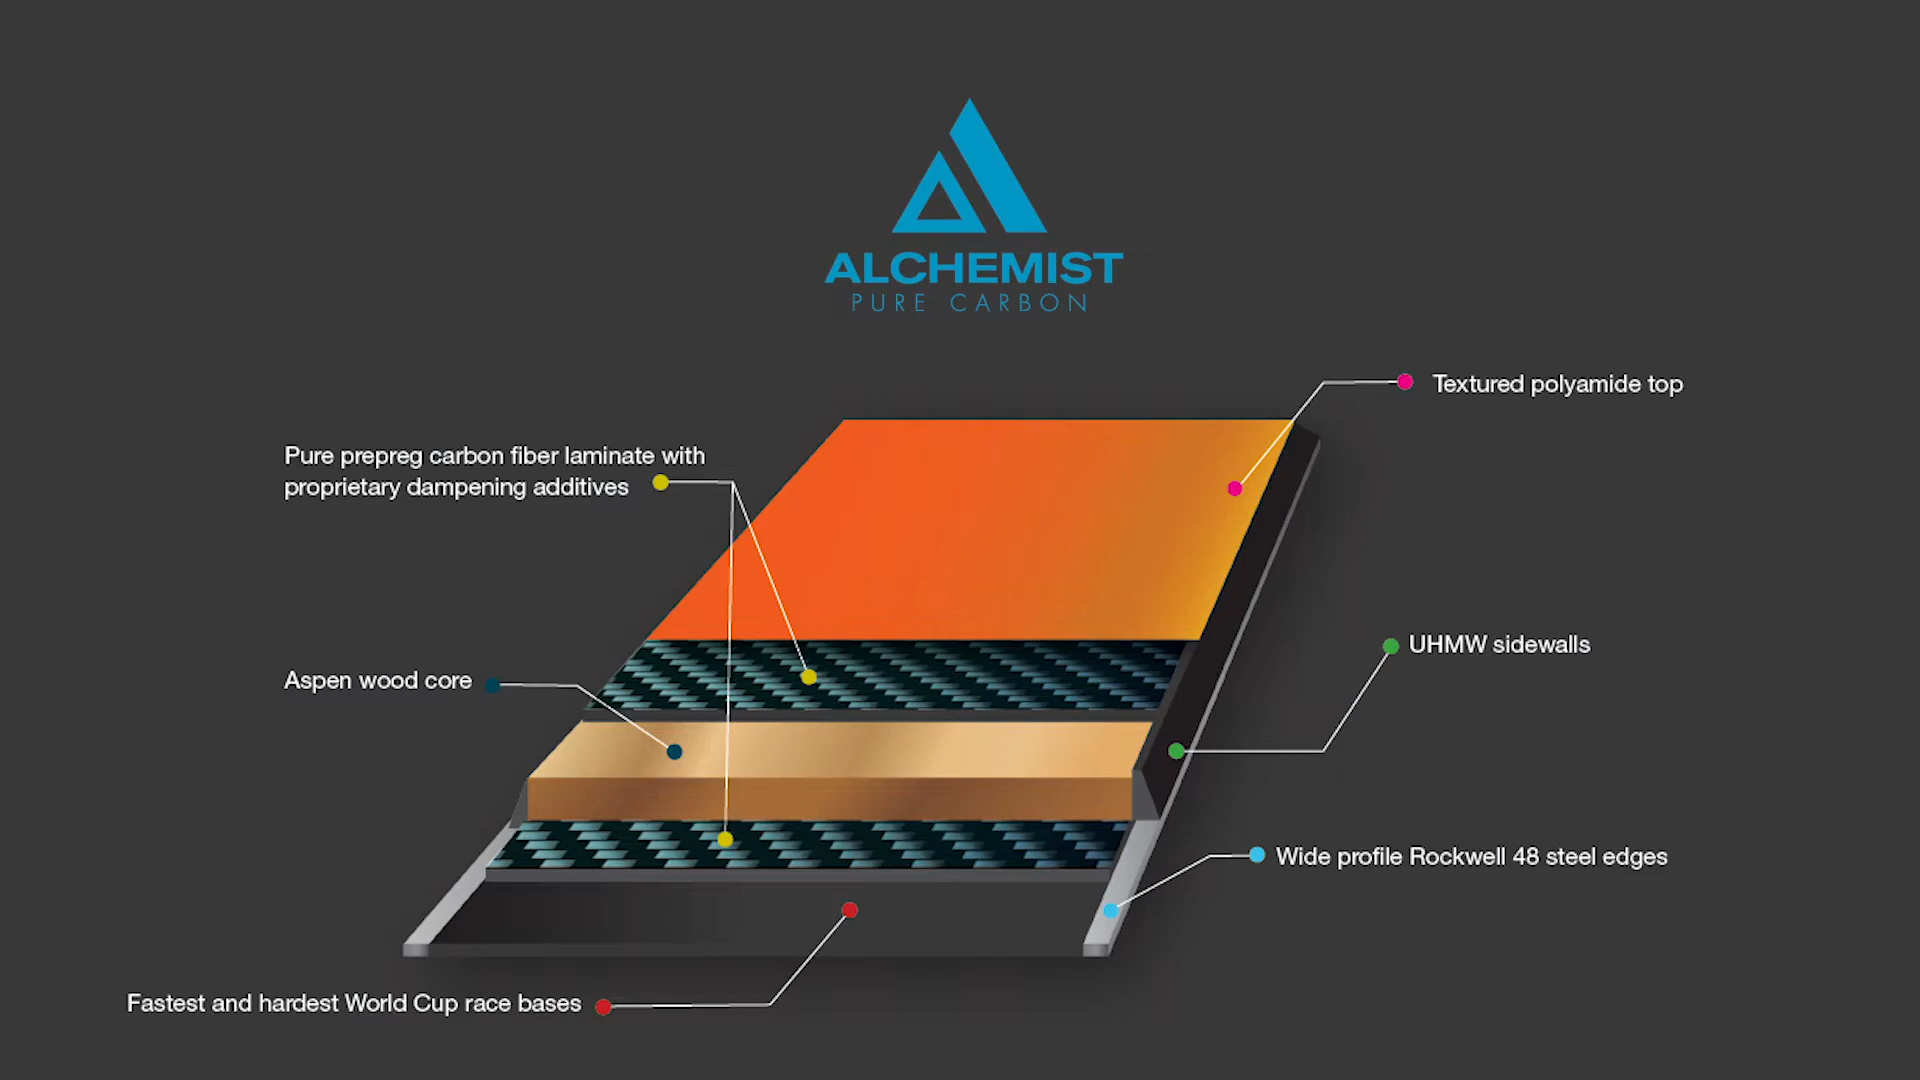 ALCHEMIST
PURE CARBON
Textured polyamide top
Pure prepreg carbon fiber laminate with
proprietary dampening additives
UHMW sidewalls
Aspen wood core
Wide profile Rockwell 48 steel edges
Fastest and hardest World Cup race bases